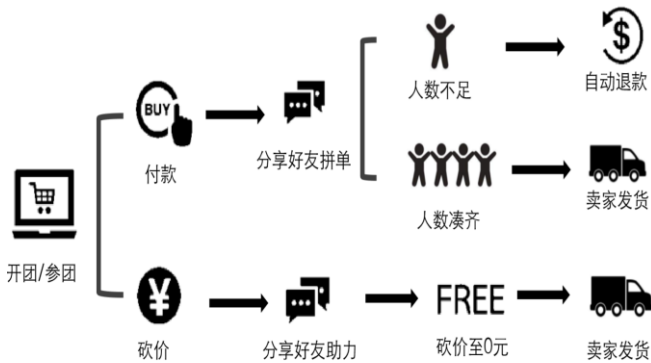 人数不足
自动退款
BUY
付款
分享好友拼单
人数凑齐
卖家发货
开团/参团
FREE
砍价
分享好友助力
砍价至0元
卖家发货
$
¥